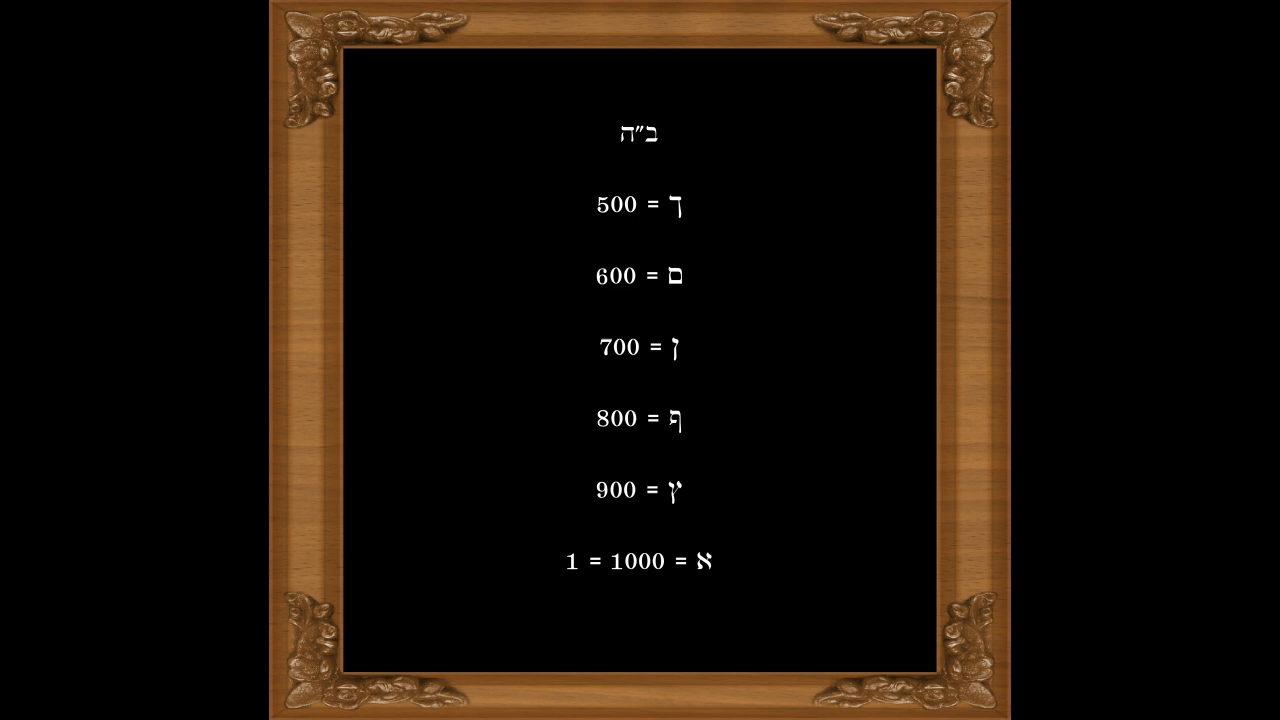 ב״ה
ך = 500
ם = 600
ן = 700
ף = 800
ץ = 900
א = 1000 = 1